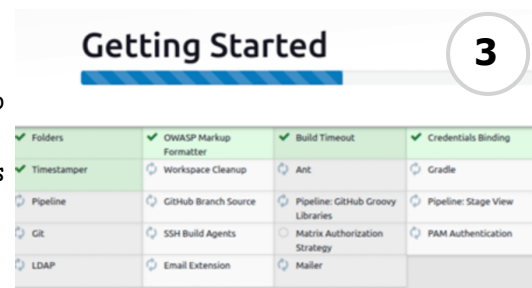 Getting Started
3
Folders
OWASP Markup
Formatter
Build Timeout
Credentials Binding
Timestamper
Workspace Cleanup
Ant
Gradle
Pipeline
GitHub Branch Source
Pipeline: GitHub Groovy
Libraries
Pipeline: Stage View
Git
SSH Build Agents
Matrix Authorization
Strategy
PAM Authentication
LDAP
Email Extension
Mailer